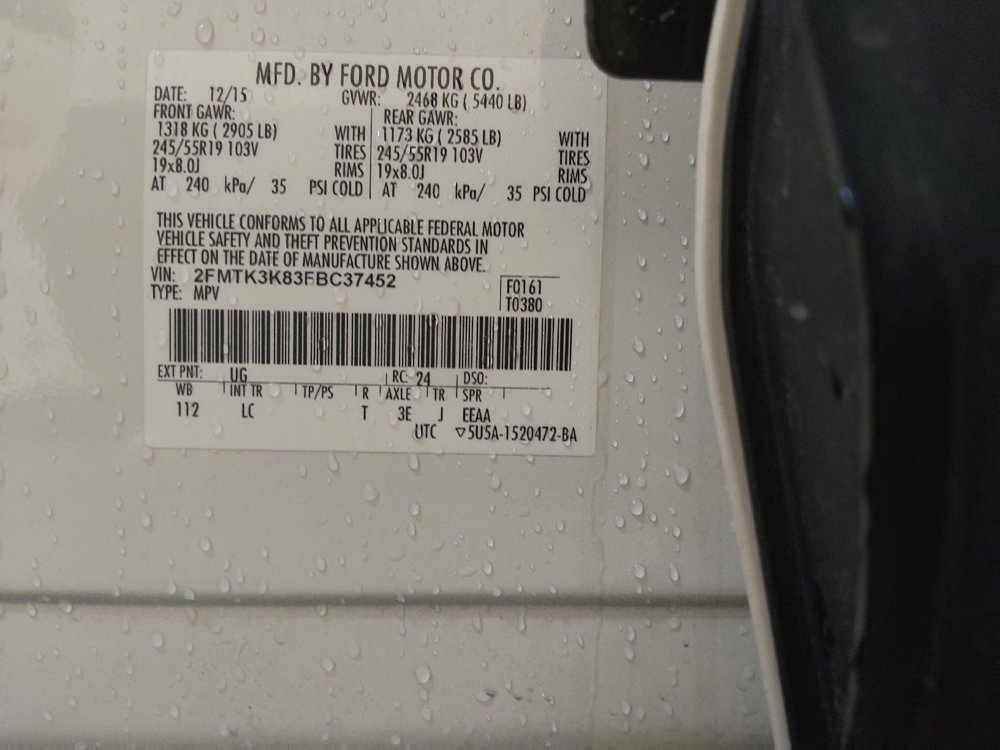 MFD. BY FORD MOTOR CO.
DATE: 12/15 GVWR: 2468 KG ( 5440 LB)
FRONT GAWR: REAR GAWR:
1318 KG ( 2905 LB) WITH 1173 KG ( 2585 LB) WITH
245/55R19 103V TIRES 245/55R19 103V TIRES
19x8.0J RIMS 19x8.0J RIMS
AT 240 kPa/ 35 PSI COLD AT 240 kPa/ 35 PSI COLD
THIS VEHICLE CONFORMS TO ALL APPLICABLE FEDERAL MOTOR
VEHICLE SAFETY AND THEFT PREVENTION STANDARDS IN
EFFECT ON THE DATE OF MANUFACTURE SHOWN ABOVE.
VIN: 2FMTK3K83FBC37452
TYPE: MPV
F0161
T0380
EXT PNT: UG RC: 24 DSO:
WB INT TR TP/PS R AXLE TR SPR
112 LC T 3E J EEAA
UTC ▽5U5A-1520472-BA